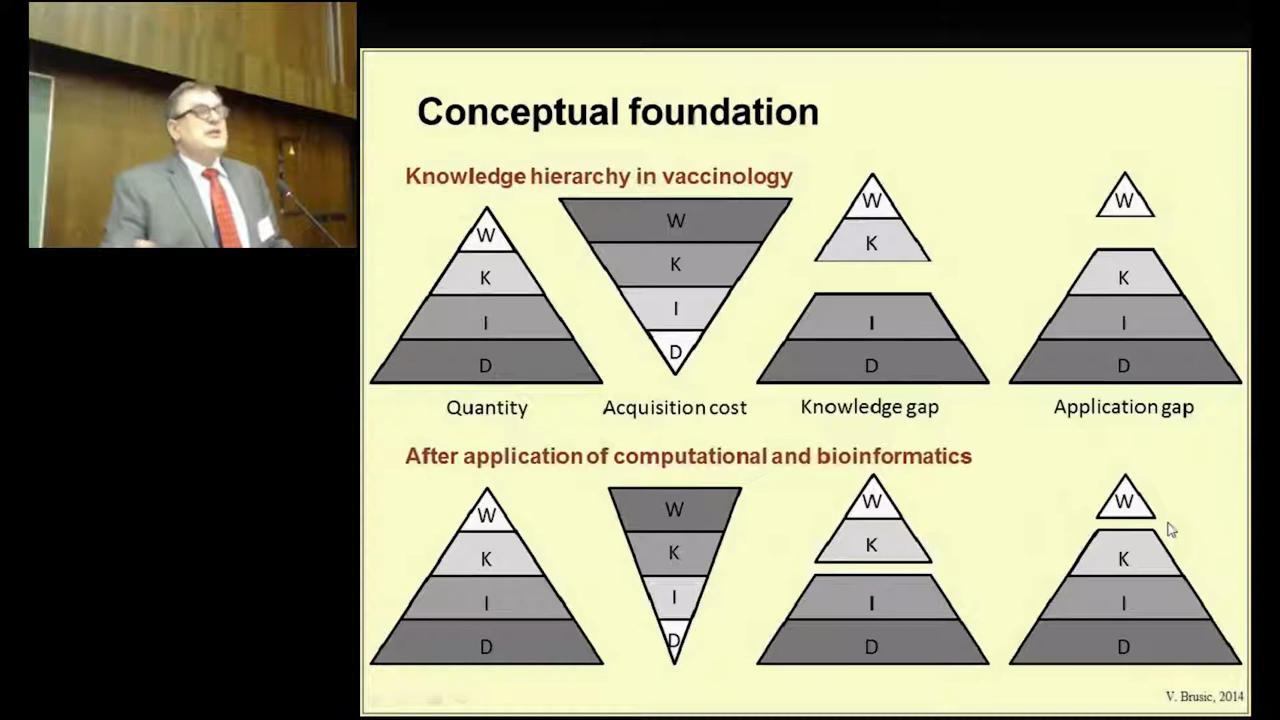 Conceptual foundation
Knowledge hierarchy in vaccinology
W
K
I
D
W
K
I
D
W
K
I
D
W
K
I
D
Quantity
Acquisition cost
Knowledge gap
Application gap
After application of computational and bioinformatics
W
K
I
D
W
K
I
D
W
K
I
D
W
K
I
D
V. Brusic, 2014